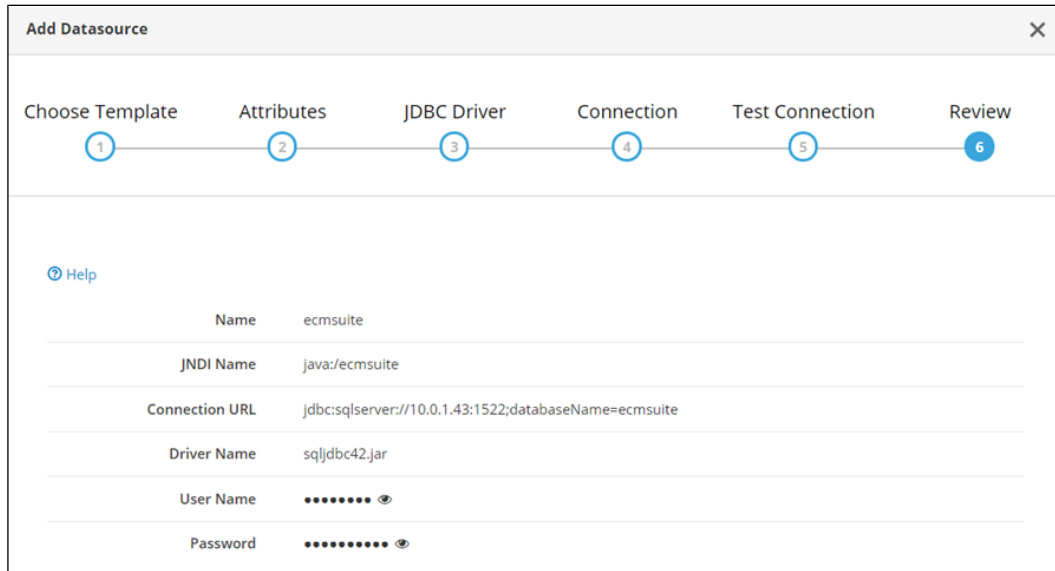 Add Datasource
Choose Template Attributes JDBC Driver Connection Test Connection Review
1 2 3 4 5 6
Help
Name ecmsuite
JNDI Name java:/ecmsuite
Connection URL jdbc:sqlserver://10.0.1.43:1522;databaseName=ecmsuite
Driver Name sqljdbc42.jar
User Name ••••••••
Password ••••••••••